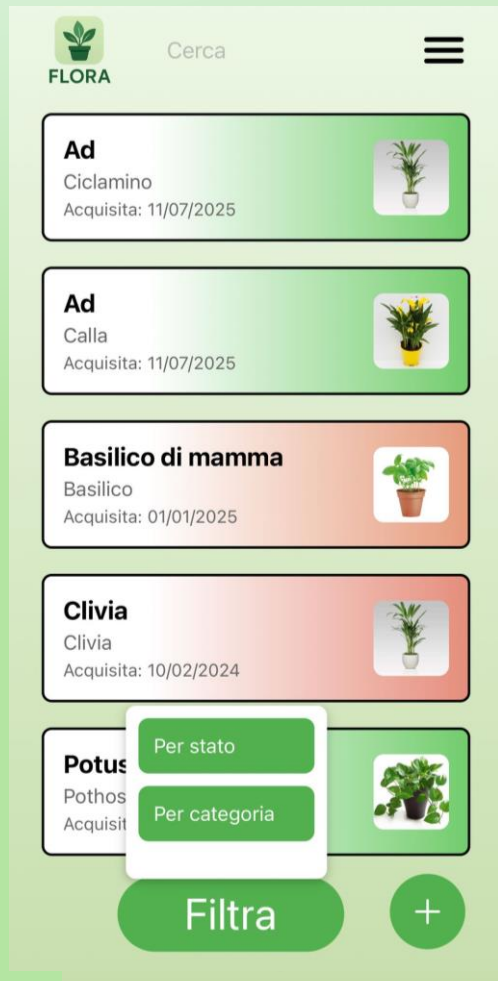 FLORA
Cerca
Ad
Ciclamino
Acquisita: 11/07/2025
Ad
Calla
Acquisita: 11/07/2025
Basilico di mamma
Basilico
Acquisita: 01/01/2025
Clivia
Clivia
Acquisita: 10/02/2024
Potus
Pothos
Acquisit
Per stato
Per categoria
Filtra
+